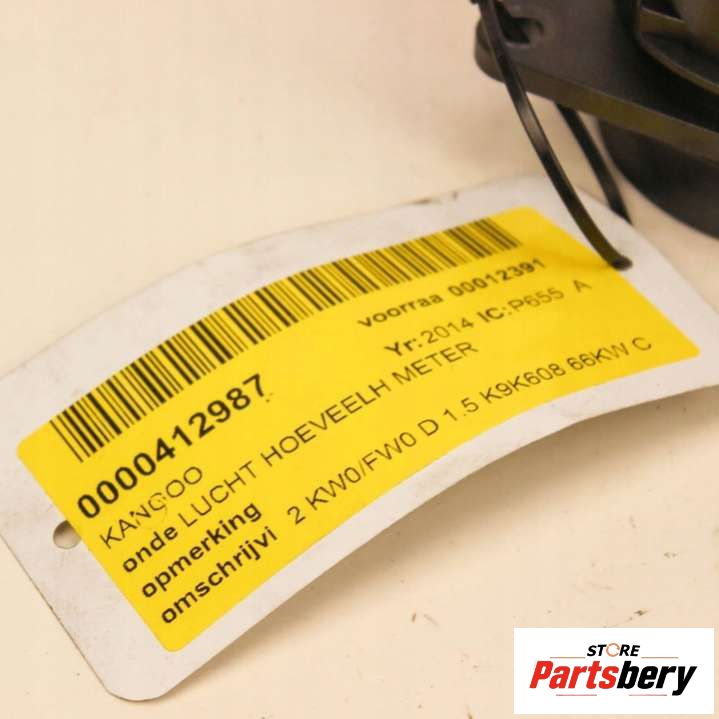 0000412987
voorraa 00012391
KANGOO
Yr: 2014 IC: P655 A
onde LUCHT HOEVEELH METER
opmerking
omschrijvi 2 KW0/FW0 D 1.5 K9K608 66KW C
STORE
Partsbery